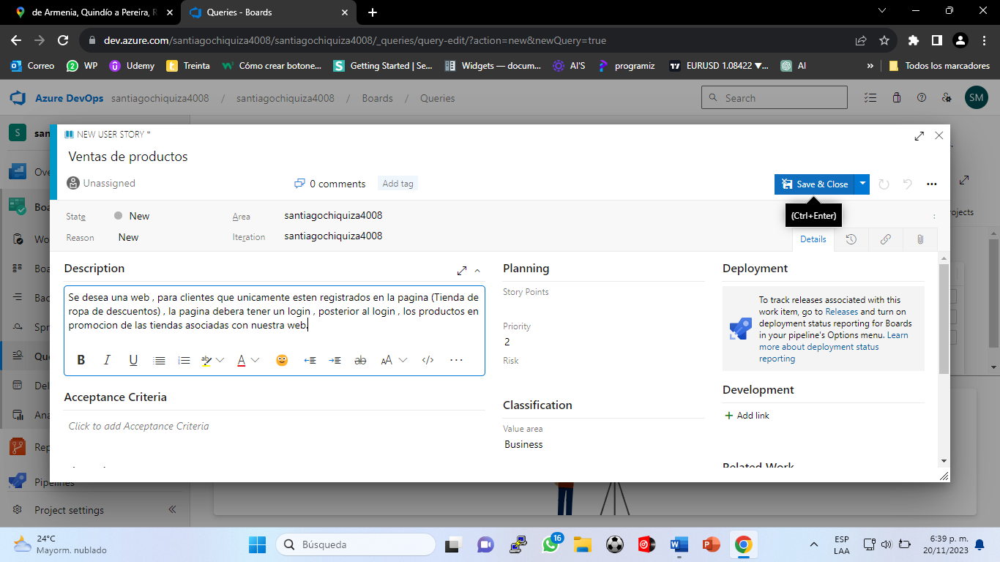 de Armenia, Quindío a Pereira, R
Queries - Boards
dev.azure.com/santiagochiquiza4008/santiagochiquiza4008/_queries/query-edit/?action=new&newQuery=true
Correo
WP
Udemy
Treinta
Cómo crear botone...
Getting Started | Se...
Widgets — docum...
AI'S
programiz
EURUSD 1.08422 ▼...
AI
»
Todos los marcadores
Azure DevOps santiagochiquiza4008 / santiagochiquiza4008 / Boards / Queries
Search
SM
S
san
NEW USER STORY *
Ventas de productos
Unassigned
0 comments
Add tag
Save & Close
(Ctrl+Enter)
State
New
Area
santiagochiquiza4008
Reason
New
Iteration
santiagochiquiza4008
Details
Description
Se desea una web , para clientes que unicamente esten registrados en la pagina (Tienda de
ropa de descuentos) , la pagina debera tener un login , posterior al login , los productos en
promocion de las tiendas asociadas con nuestra web.
B I U ab A ab AA </> ...
Acceptance Criteria
Click to add Acceptance Criteria
Planning
Story Points
Priority
2
Risk
Classification
Value area
Business
Deployment
To track releases associated with this
work item, go to Releases and turn on
deployment status reporting for Boards
in your pipeline's Options menu. Learn
more about deployment status
reporting
Development
+ Add link
Related Work
Ove
Boa
Wo
Boa
Bac
Spr
Que
Del
Ana
Rep
Pipelines
Project settings
«
ojects
24°C
Mayorm. nublado
Búsqueda
16
ESP
LAA
6:39 p. m.
20/11/2023